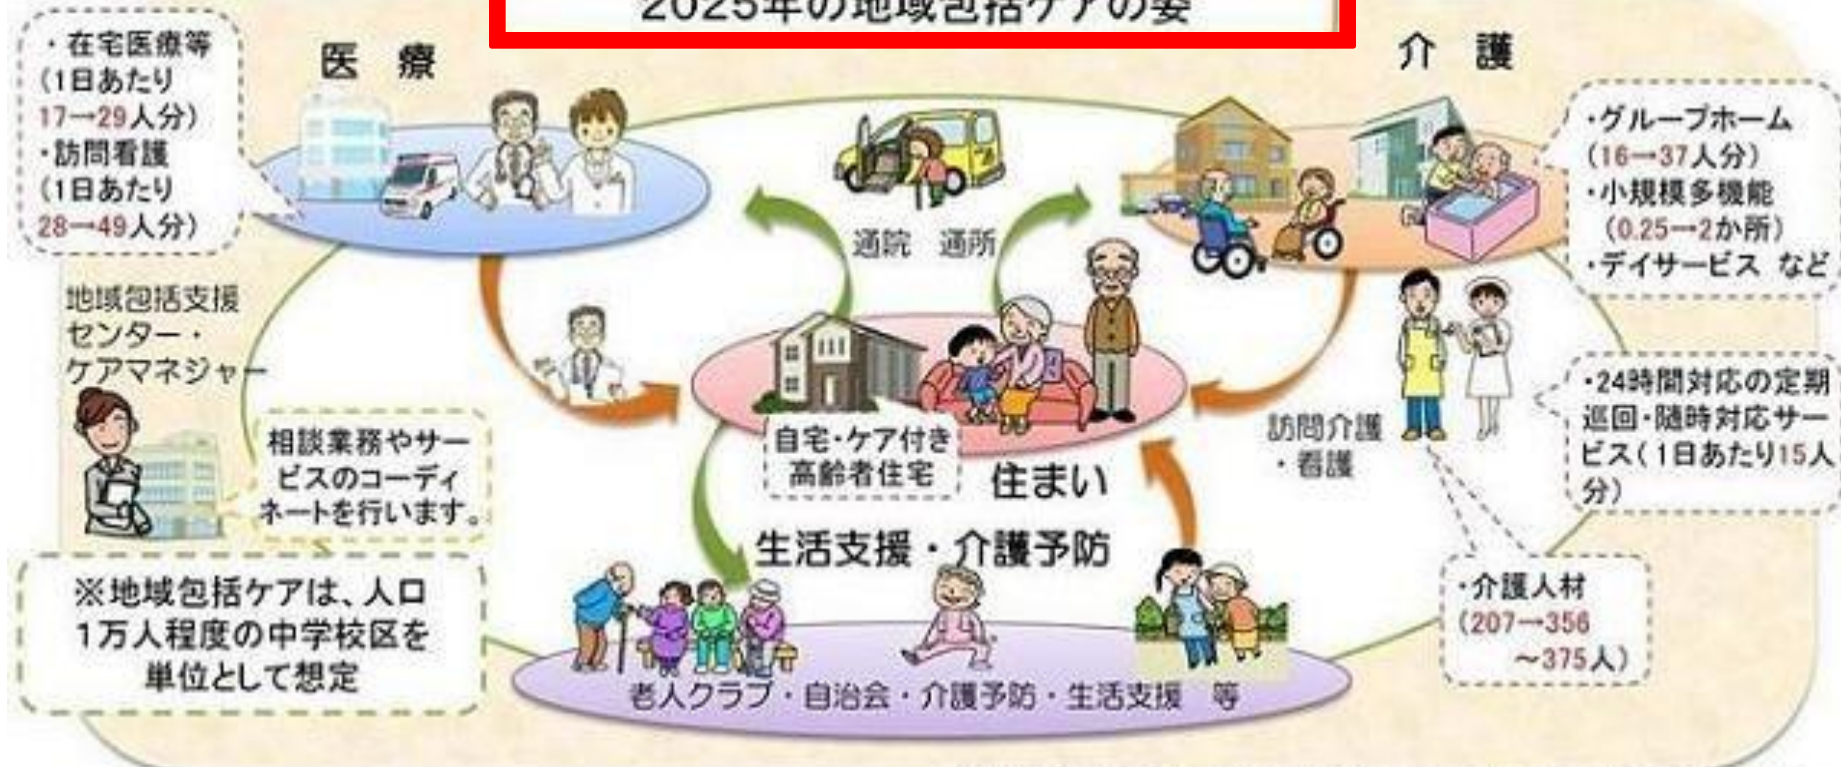 2025年の地域包括ケアの姿
・在宅医療等
(1日あたり
17→29人分)
・訪問看護
(1日あたり
28→49人分)
医 療
介 護
・グループホーム
(16→37人分)
・小規模多機能
(0.25→2か所)
・デイサービス など
通院 通所
地域包括支援
センター・
ケアマネジャー
相談業務やサー
ビスのコーディ
ネートを行います。
自宅・ケア付き
高齢者住宅
住まい
訪問介護
・看護
・24時間対応の定期
巡回・随時対応サー
ビス(1日あたり15人
分)
生活支援・介護予防
※地域包括ケアは、人口
1万人程度の中学校区を
単位として想定
・介護人材
(207→356
~375人)
老人クラブ・自治会・介護予防・生活支援 等